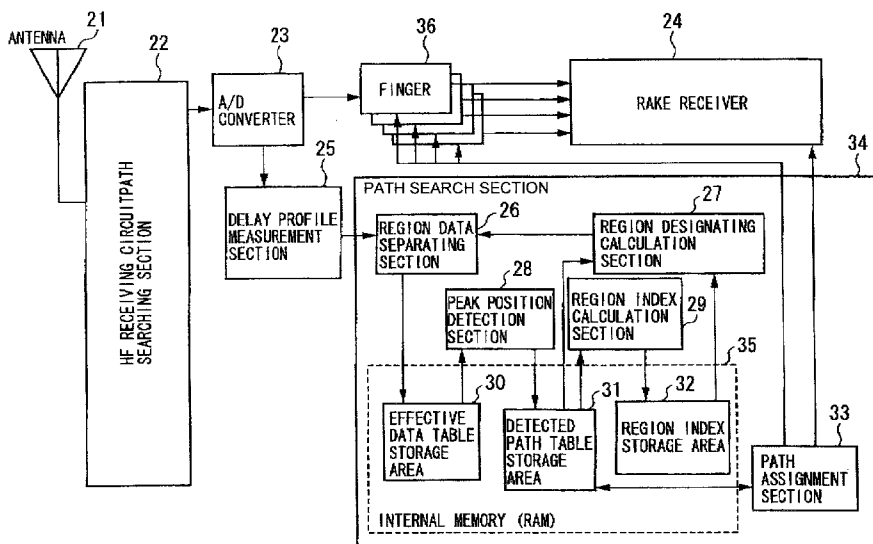 ANTENNA
21
22
HF RECEIVING CIRCUITPATH
SEARCHING SECTION
23
A/D
CONVERTER
36
FINGER
24
RAKE RECEIVER
34
25
DELAY PROFILE
MEASUREMENT
SECTION
PATH SEARCH SECTION
26
REGION DATA
SEPARATING
SECTION
27
REGION DESIGNATING
CALCULATION
SECTION
28
PEAK POSITION
DETECTION
SECTION
REGION INDEX
CALCULATION
SECTION
29
35
30
EFFECTIVE
DATA TABLE
STORAGE
AREA
31
DETECTED
PATH TABLE
STORAGE
AREA
32
REGION INDEX
STORAGE AREA
33
PATH
ASSIGNMENT
SECTION
INTERNAL MEMORY (RAM)